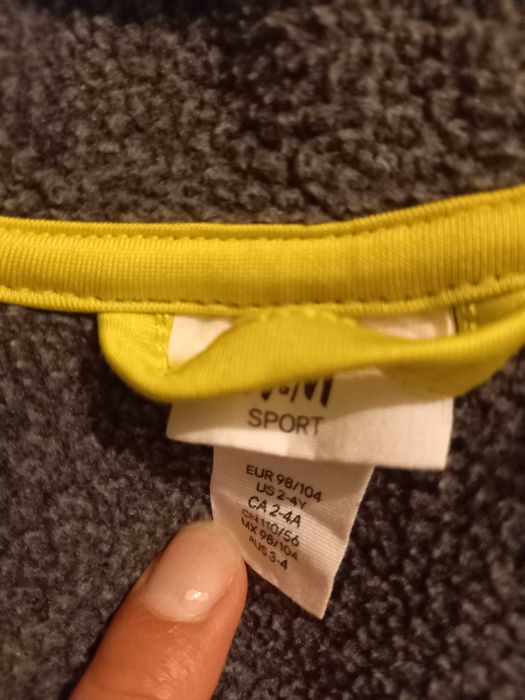 &M
SPORT
EUR 98/104
US 2-4Y
CA 2-4A
CN 110/56
MX 98/104
AUS 3-4